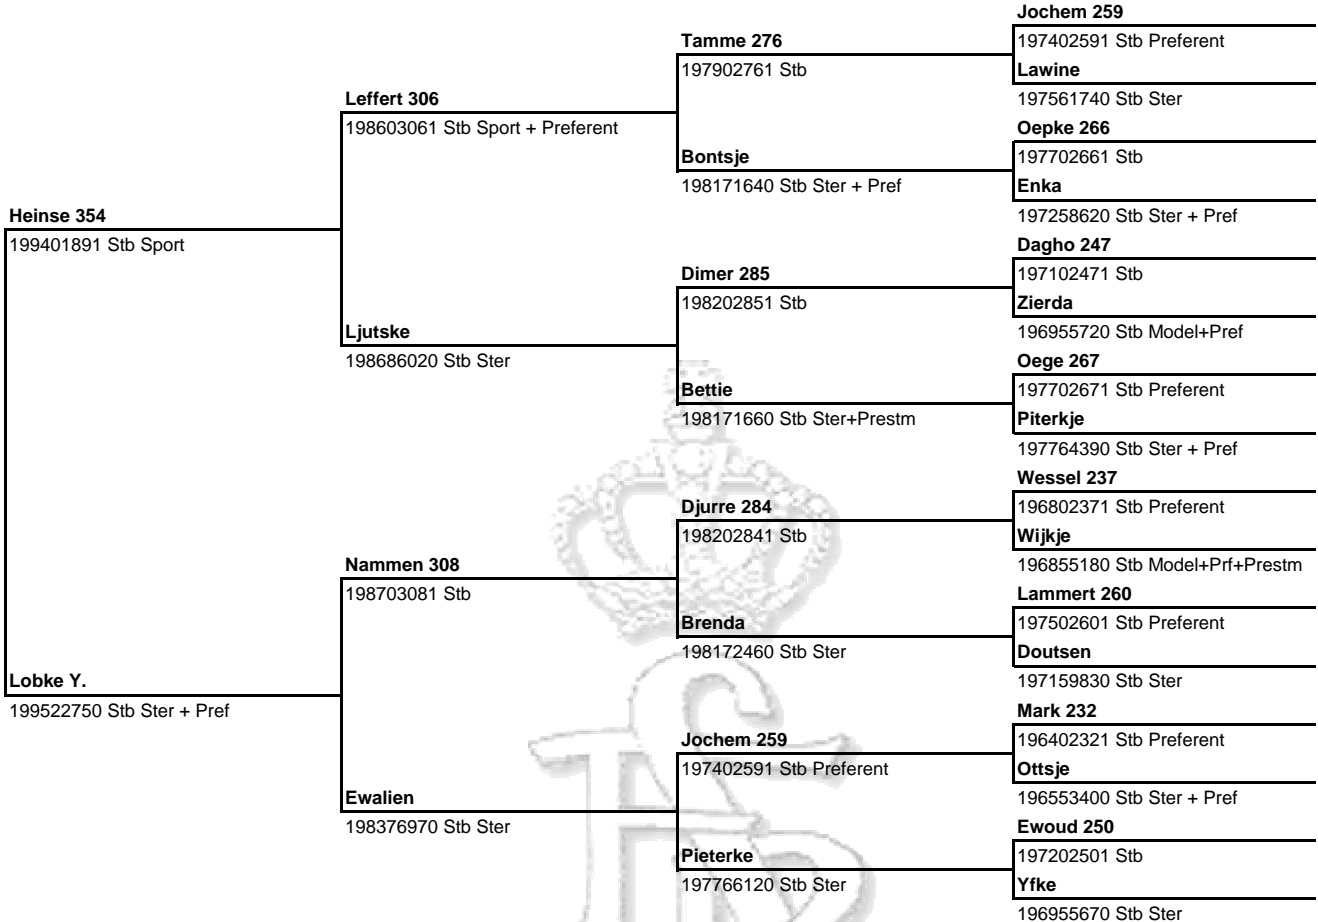 Jochem 259
Tamme 276
197402591 Stb Preferent
197902761 Stb
Lawine
Leffert 306
197561740 Stb Ster
198603061 Stb Sport + Preferent
Oepke 266
Bontsje
197702661 Stb
198171640 Stb Ster + Pref
Enka
Heinse 354
197258620 Stb Ster + Pref
199401891 Stb Sport
Dagho 247
Dimer 285
197102471 Stb
198202851 Stb
Zierda
Ljutske
196955720 Stb Model+Pref
198686020 Stb Ster
Oege 267
Bettie
197702671 Stb Preferent
198171660 Stb Ster+Prestm
Piterkje
197764390 Stb Ster + Pref
Wessel 237
Djurre 284
196802371 Stb Preferent
198202841 Stb
Wijkje
Nammen 308
196855180 Stb Model+Prf+Prestm
198703081 Stb
Lammert 260
Brenda
197502601 Stb Preferent
198172460 Stb Ster
Doutsen
Lobke Y.
197159830 Stb Ster
199522750 Stb Ster + Pref
Mark 232
Jochem 259
196402321 Stb Preferent
197402591 Stb Preferent
Ottsje
Ewalien
196553400 Stb Ster + Pref
198376970 Stb Ster
Ewoud 250
Pieterke
197202501 Stb
197766120 Stb Ster
Yfke
196955670 Stb Ster